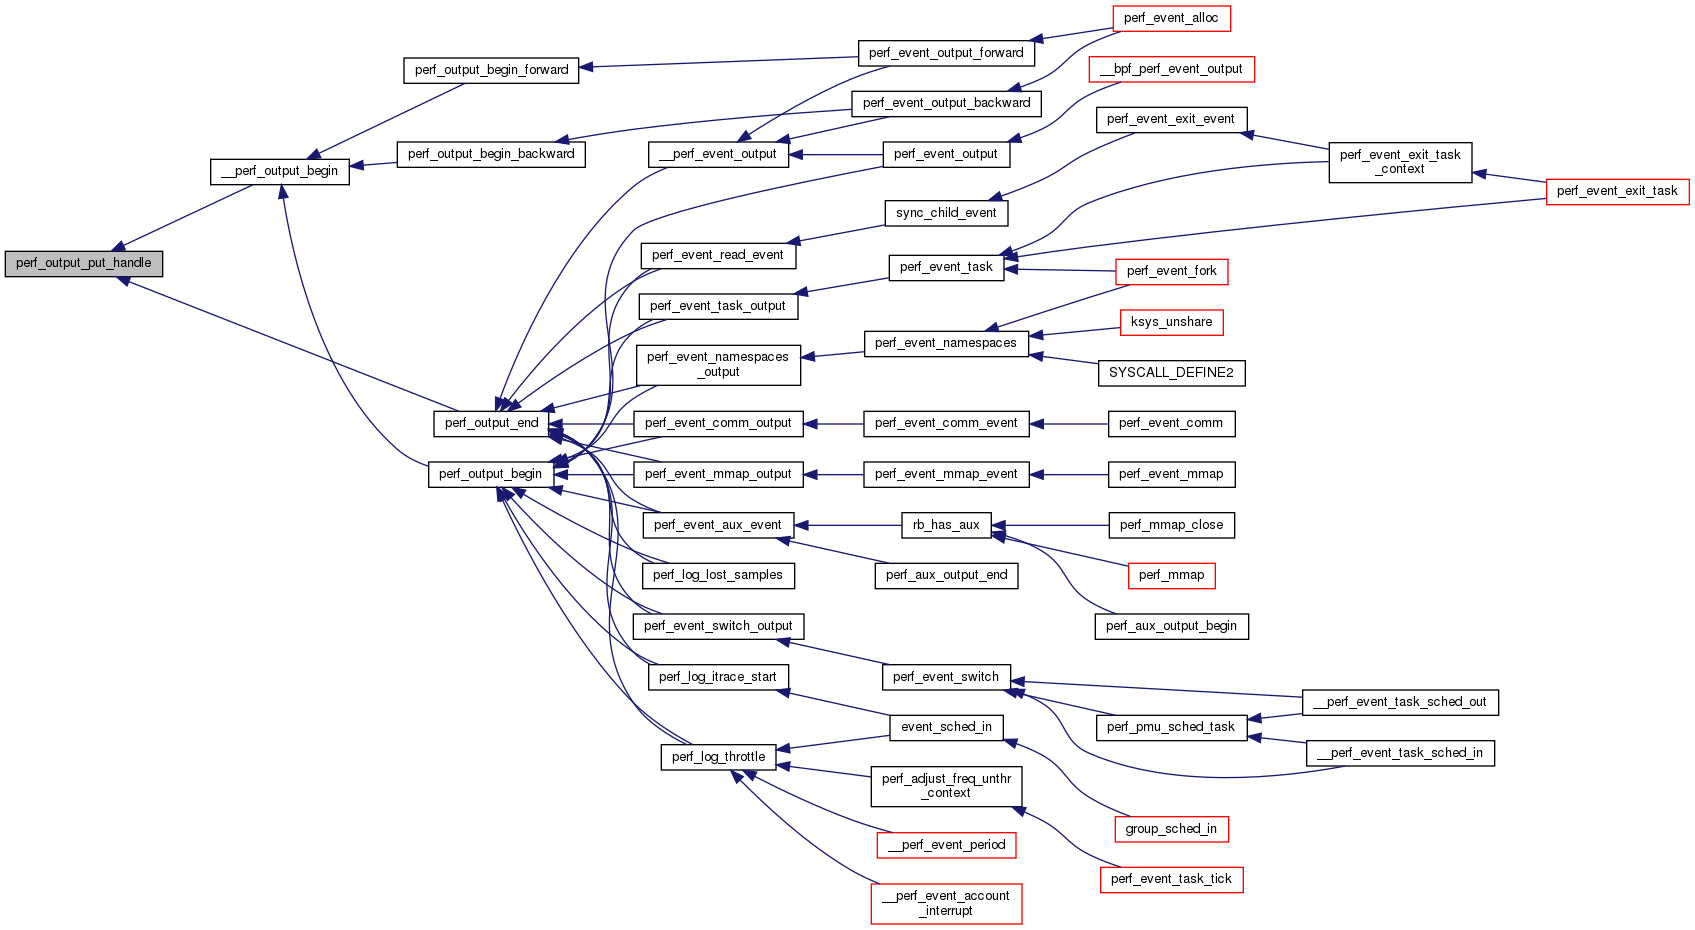 perf_event_alloc
perf_event_output_forward
perf_output_begin_forward
__bpf_perf_event_output
perf_event_output_backward
perf_event_exit_event
perf_output_begin_backward
__perf_event_output
perf_event_output
perf_event_exit_task
_context
__perf_output_begin
perf_event_exit_task
sync_child_event
perf_event_read_event
perf_output_put_handle
perf_event_task
perf_event_fork
perf_event_task_output
ksys_unshare
perf_event_namespaces
perf_event_namespaces
_output
SYSCALL_DEFINE2
perf_output_end
perf_event_comm_output
perf_event_comm_event
perf_event_comm
perf_output_begin
perf_event_mmap_output
perf_event_mmap_event
perf_event_mmap
perf_event_aux_event
rb_has_aux
perf_mmap_close
perf_log_lost_samples
perf_aux_output_end
perf_mmap
perf_event_switch_output
perf_aux_output_begin
perf_log_itrace_start
perf_event_switch
__perf_event_task_sched_out
event_sched_in
perf_pmu_sched_task
perf_log_throttle
__perf_event_task_sched_in
perf_adjust_freq_unthr
_context
group_sched_in
__perf_event_period
perf_event_task_tick
__perf_event_account
_interrupt